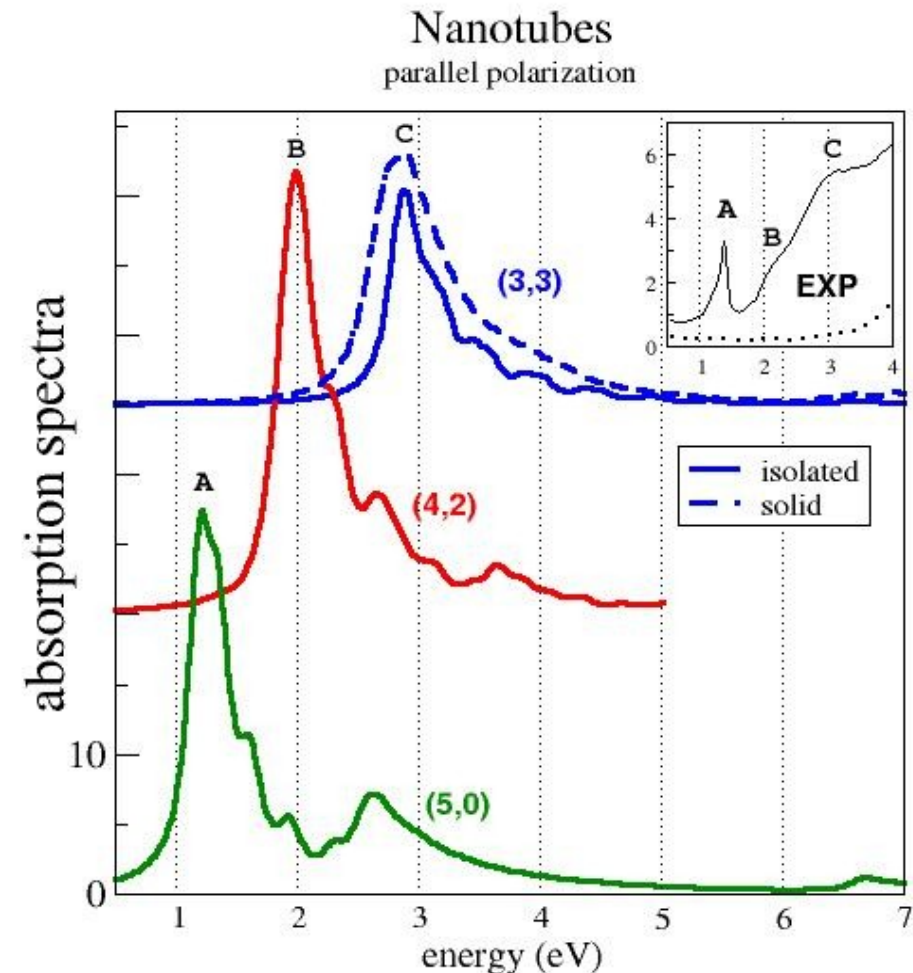 Nanotubes
parallel polarization
absorption spectra
10
0
1 2 3 4 5 6 7
energy (eV)
A
B
C
(3,3)
(4,2)
(5,0)
isolated
solid
6
4
2
0
1 2 3 4
A
B
C
EXP